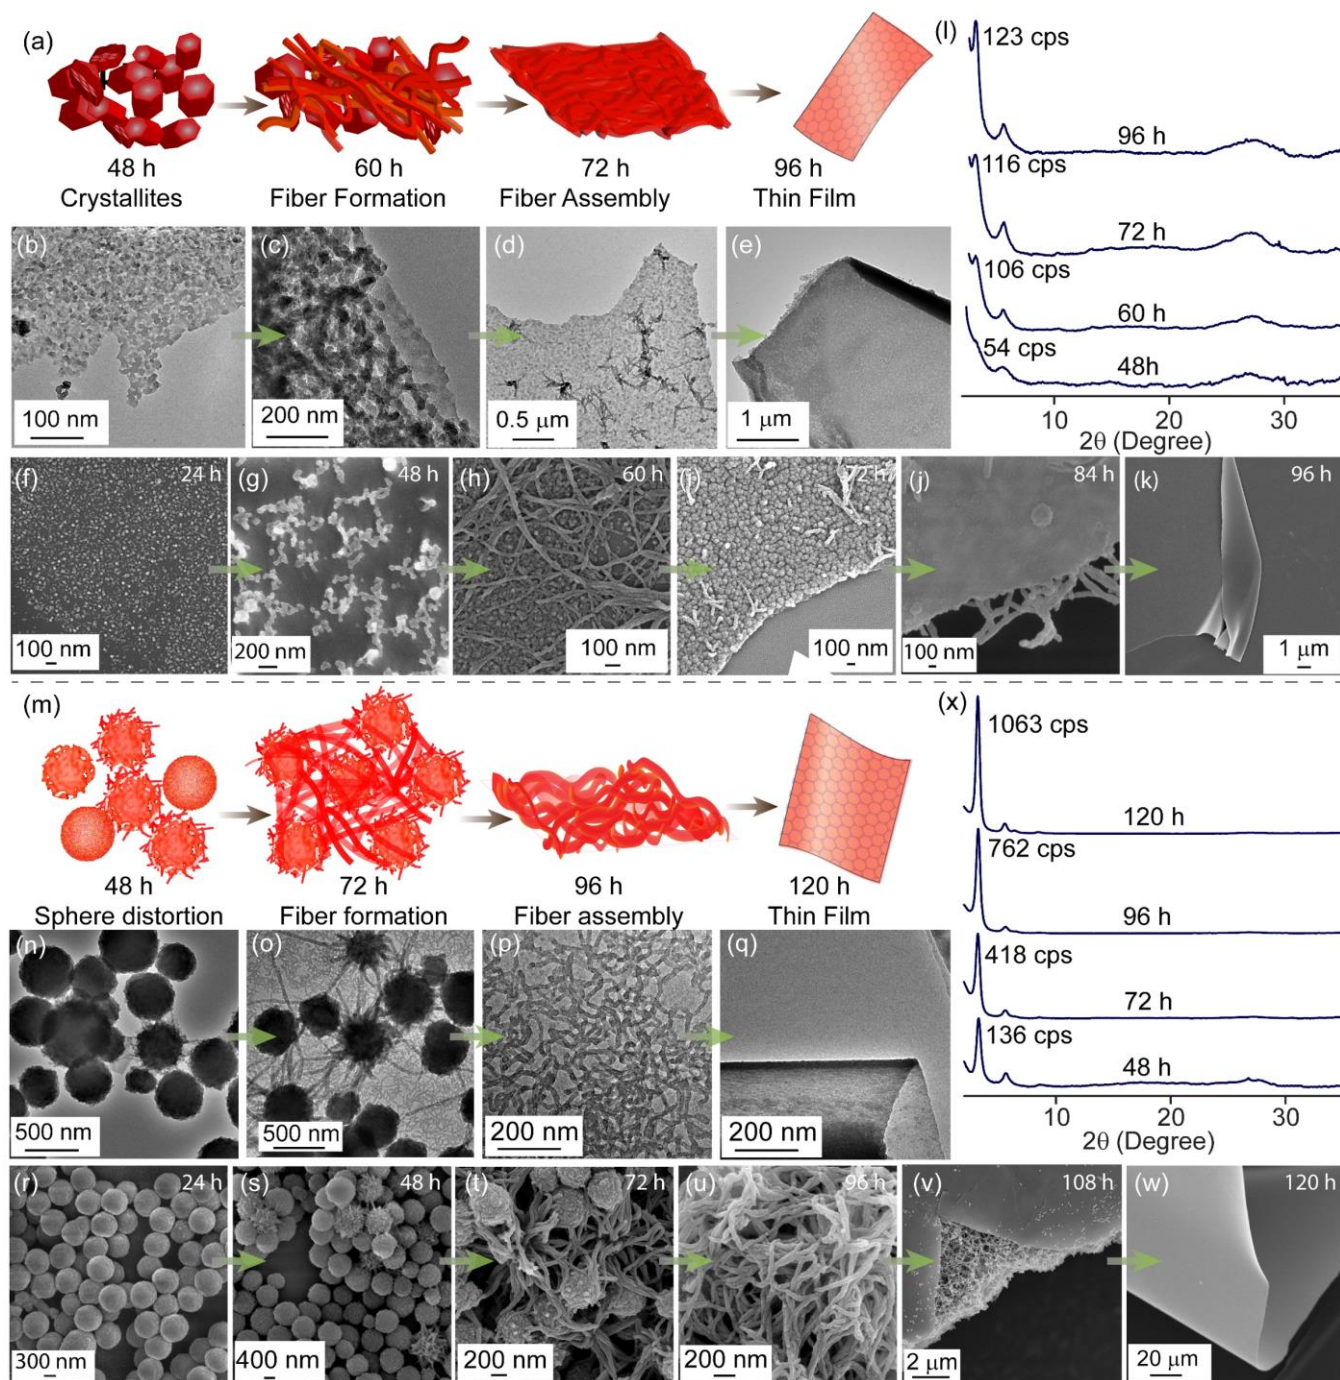 (a)
48 h
60 h
72 h
96 h
Crystallites
Fiber Formation
Fiber Assembly
Thin Film
(b)
100 nm
(c)
200 nm
(d)
0.5 μm
(e)
1 μm
(f)
24 h
100 nm
(g)
48 h
200 nm
(h)
60 h
100 nm
(i)
72 h
100 nm
(j)
84 h
100 nm
(k)
96 h
1 μm
(l)
123 cps
96 h
116 cps
72 h
106 cps
60 h
54 cps
48h
10 20 30
2θ (Degree)
(m)
48 h
72 h
96 h
120 h
Sphere distortion
Fiber formation
Fiber assembly
Thin Film
(n)
500 nm
(o)
500 nm
(p)
200 nm
(q)
200 nm
(r)
24 h
300 nm
(s)
48 h
400 nm
(t)
72 h
200 nm
(u)
96 h
200 nm
(v)
108 h
2 μm
(w)
120 h
20 μm
(x)
1063 cps
120 h
762 cps
96 h
418 cps
72 h
136 cps
48 h
10 20 30
2θ (Degree)